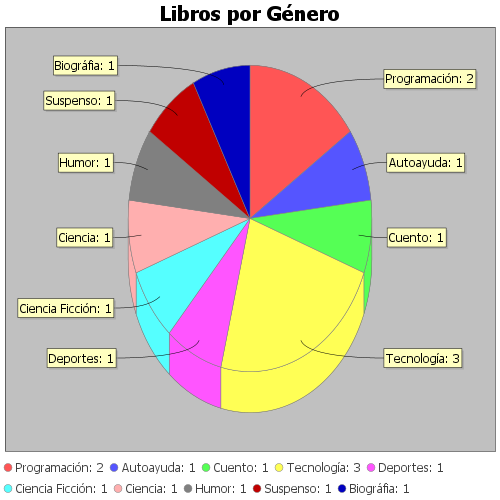 Libros por Género
Biográfia: 1
Programación: 2
Suspenso: 1
Humor: 1
Autoayuda: 1
Ciencia: 1
Cuento: 1
Ciencia Ficción: 1
Deportes: 1
Tecnología: 3
Programación: 2 Autoayuda: 1 Cuento: 1 Tecnología: 3 Deportes: 1
Ciencia Ficción: 1 Ciencia: 1 Humor: 1 Suspenso: 1 Biográfia: 1